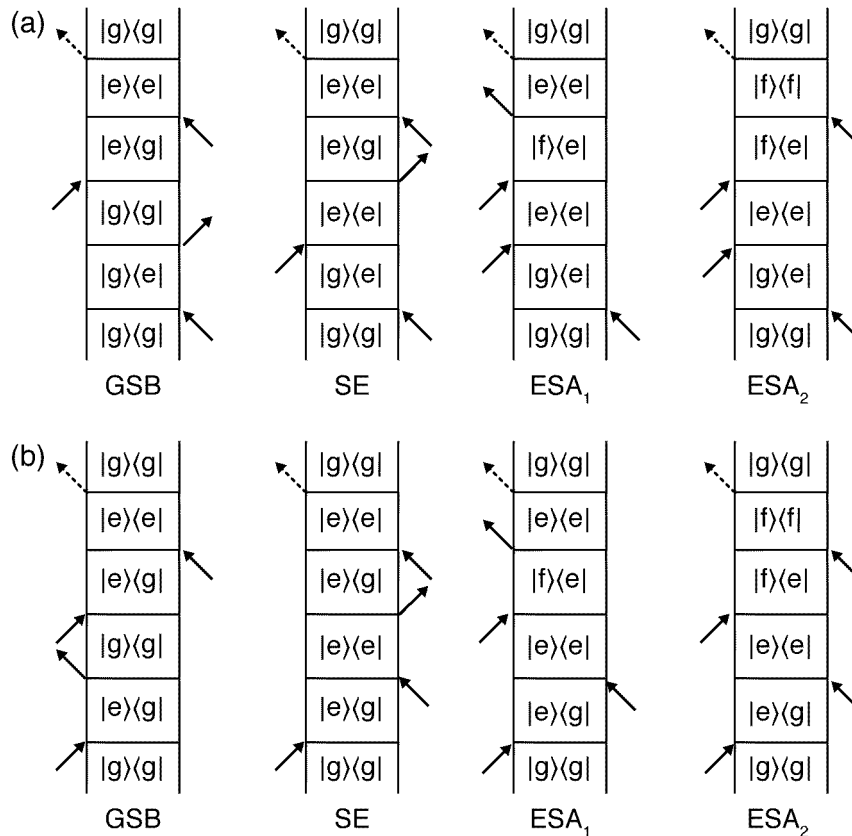 (a) |g⟩⟨g| |g⟩⟨g| |g⟩⟨g| |g⟩⟨g|
|e⟩⟨e| |e⟩⟨e| |e⟩⟨e| |f⟩⟨f|
|e⟩⟨g| |e⟩⟨g| |f⟩⟨e| |f⟩⟨e|
|g⟩⟨g| |e⟩⟨e| |e⟩⟨e| |e⟩⟨e|
|g⟩⟨e| |g⟩⟨e| |g⟩⟨e| |g⟩⟨e|
|g⟩⟨g| |g⟩⟨g| |g⟩⟨g| |g⟩⟨g|
GSB SE ESA₁ ESA₂
(b) |g⟩⟨g| |g⟩⟨g| |g⟩⟨g| |g⟩⟨g|
|e⟩⟨e| |e⟩⟨e| |e⟩⟨e| |f⟩⟨f|
|e⟩⟨g| |e⟩⟨g| |f⟩⟨e| |f⟩⟨e|
|g⟩⟨g| |e⟩⟨e| |e⟩⟨e| |e⟩⟨e|
|e⟩⟨g| |e⟩⟨g| |e⟩⟨g| |e⟩⟨g|
|g⟩⟨g| |g⟩⟨g| |g⟩⟨g| |g⟩⟨g|
GSB SE ESA₁ ESA₂